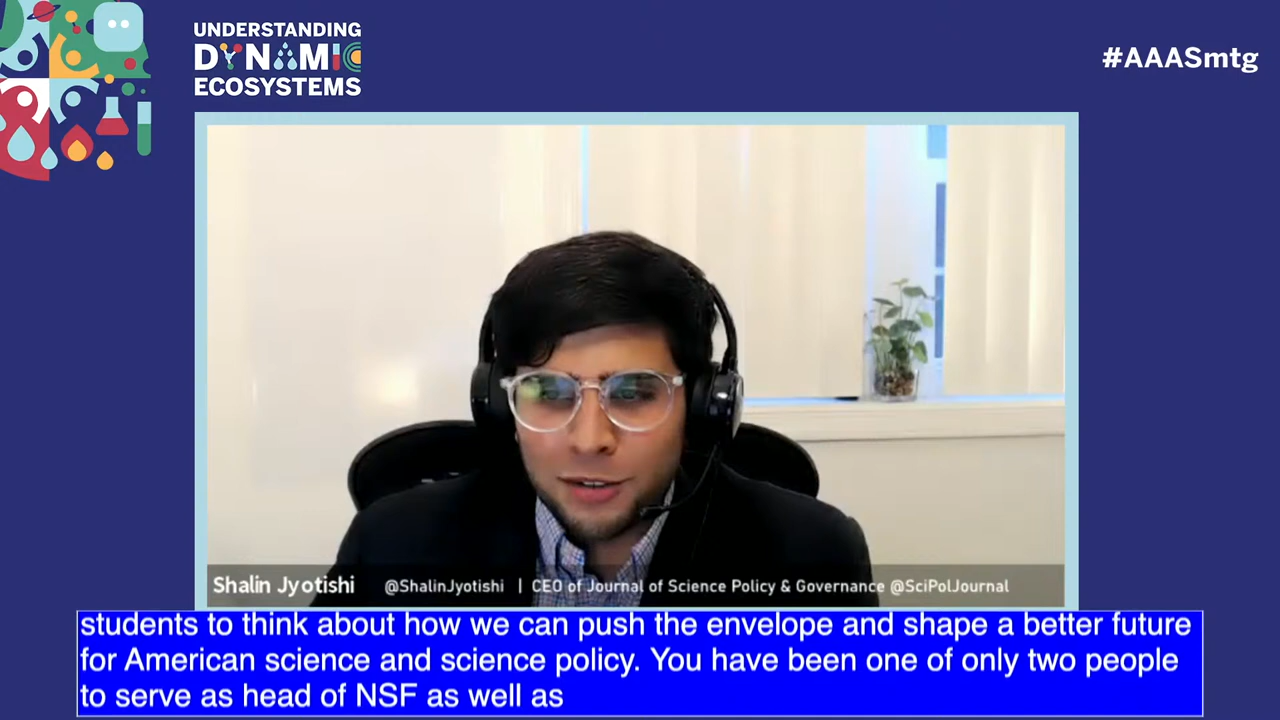 UNDERSTANDING
DYNAMIC
ECOSYSTEMS
#AAASmtg
Shalin Jyotishi @ShalinJyotishi | CEO of Journal of Science Policy & Governance @SciPolJournal
students to think about how we can push the envelope and shape a better future
for American science and science policy. You have been one of only two people
to serve as head of NSF as well as